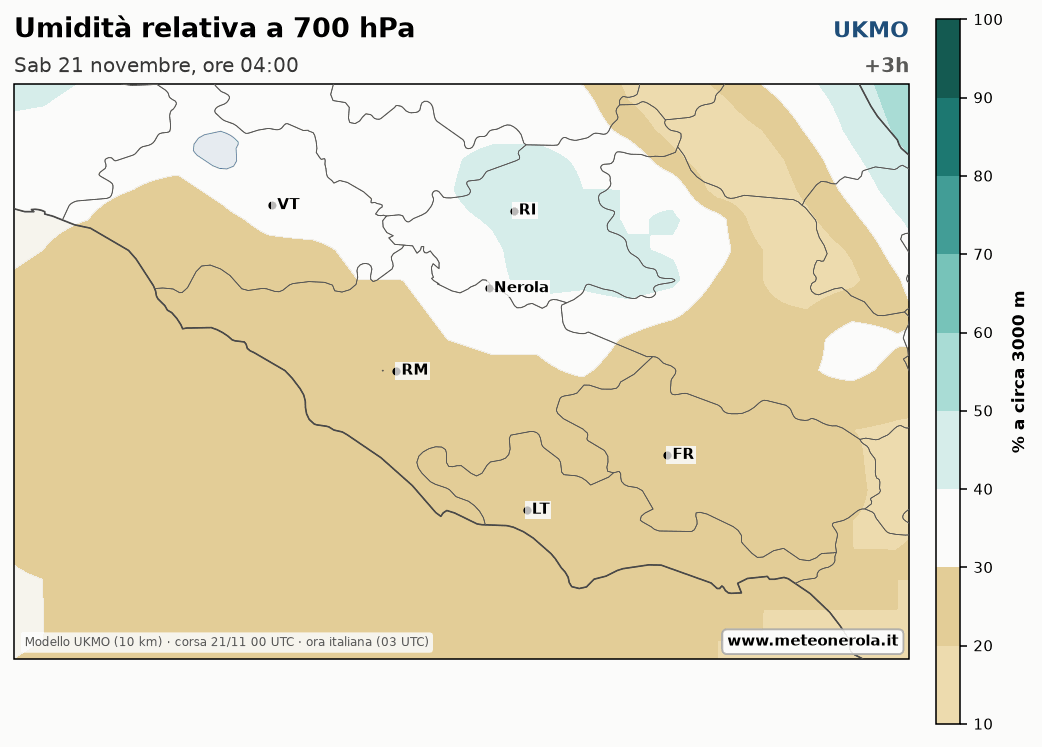 Umidità relativa a 700 hPa
UKMO
Sab 21 novembre, ore 04:00
+3h
VT
RI
Nerola
RM
FR
LT
Modello UKMO (10 km) · corsa 21/11 00 UTC · ora italiana (03 UTC)
www.meteonerola.it
100
90
80
70
60
50
40
30
20
10
% a circa 3000 m